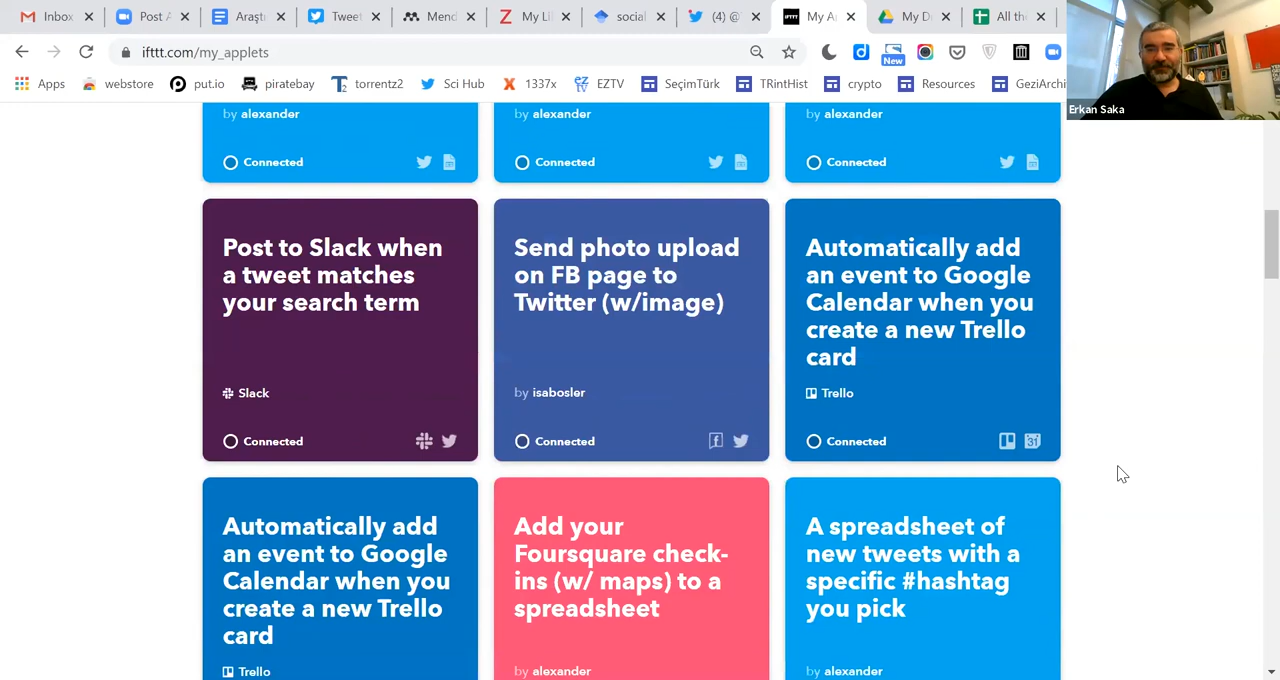 Inbox
Post A
Araştı
Tweet
Mend
My Li
social
(4) @
IFTTT
My A
My D
All the
ifttt.com/my_applets
New
Apps
webstore
put.io
piratebay
torrentz2
Sci Hub
1337x
EZTV
SeçimTürk
TRintHist
crypto
Resources
GeziArchi
Erkan Saka
by alexander
by alexander
by alexander
Connected
Connected
Connected
Post to Slack when
a tweet matches
your search term
Slack
Connected
Send photo upload
on FB page to
Twitter (w/image)
by isabosler
Connected
Automatically add
an event to Google
Calendar when you
create a new Trello
card
Trello
Connected
31
Automatically add
an event to Google
Calendar when you
create a new Trello
card
Trello
Add your
Foursquare check-
ins (w/ maps) to a
spreadsheet
by alexander
A spreadsheet of
new tweets with a
specific #hashtag
you pick
by alexander